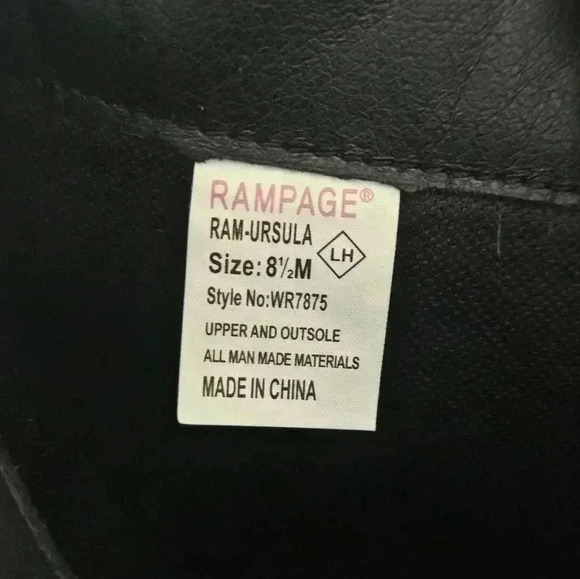 RAMPAGE®
RAM-URSULA
LH
Size: 8½M
Style No:WR7875
UPPER AND OUTSOLE
ALL MAN MADE MATERIALS
MADE IN CHINA